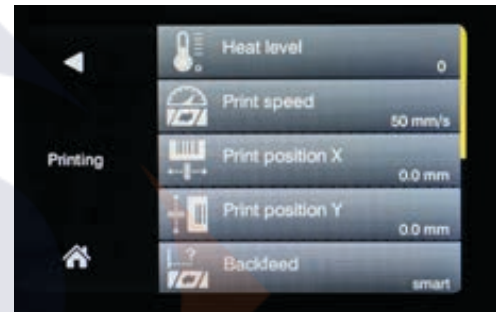 Heat level
0
Print speed
50 mm/s
Printing
Print position X
0.0 mm
Print position Y
0.0 mm
?
Backfeed
smart